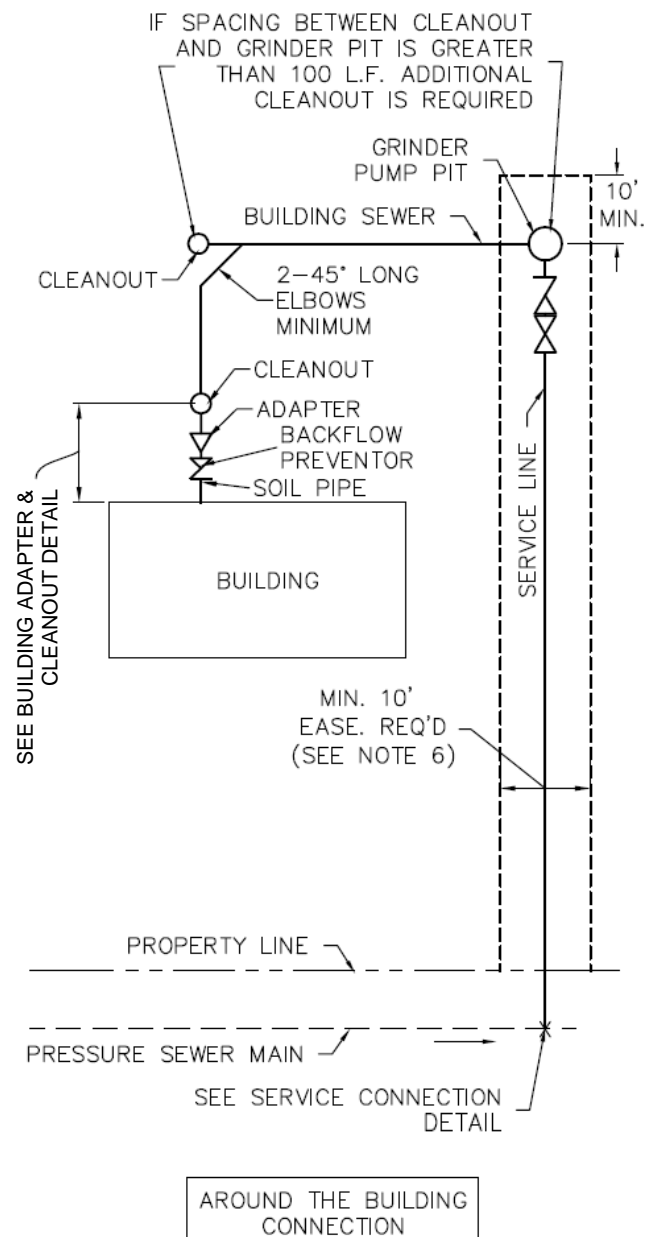 IF SPACING BETWEEN CLEANOUT
AND GRINDER PIT IS GREATER
THAN 100 L.F. ADDITIONAL
CLEANOUT IS REQUIRED
GRINDER
PUMP PIT
10'
MIN.
BUILDING SEWER
CLEANOUT
2-45° LONG
ELBOWS
MINIMUM
CLEANOUT
ADAPTER
BACKFLOW
PREVENTOR
SOIL PIPE
SEE BUILDING ADAPTER &
CLEANOUT DETAIL
BUILDING
SERVICE LINE
MIN. 10'
EASE. REQ'D
(SEE NOTE 6)
PROPERTY LINE
PRESSURE SEWER MAIN
SEE SERVICE CONNECTION
DETAIL
AROUND THE BUILDING
CONNECTION